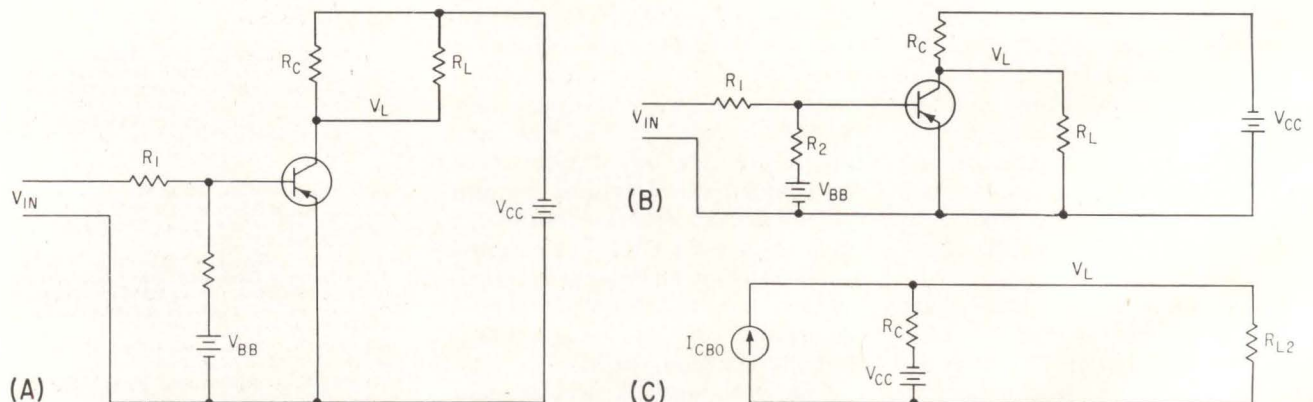 R_C
R_L
V_L
R_1
V_IN
V_CC
V_BB
(A)
R_C
V_L
R_1
V_IN
R_2
R_L
V_CC
V_BB
(B)
V_L
I_CBO
R_C
V_CC
R_L2
(C)